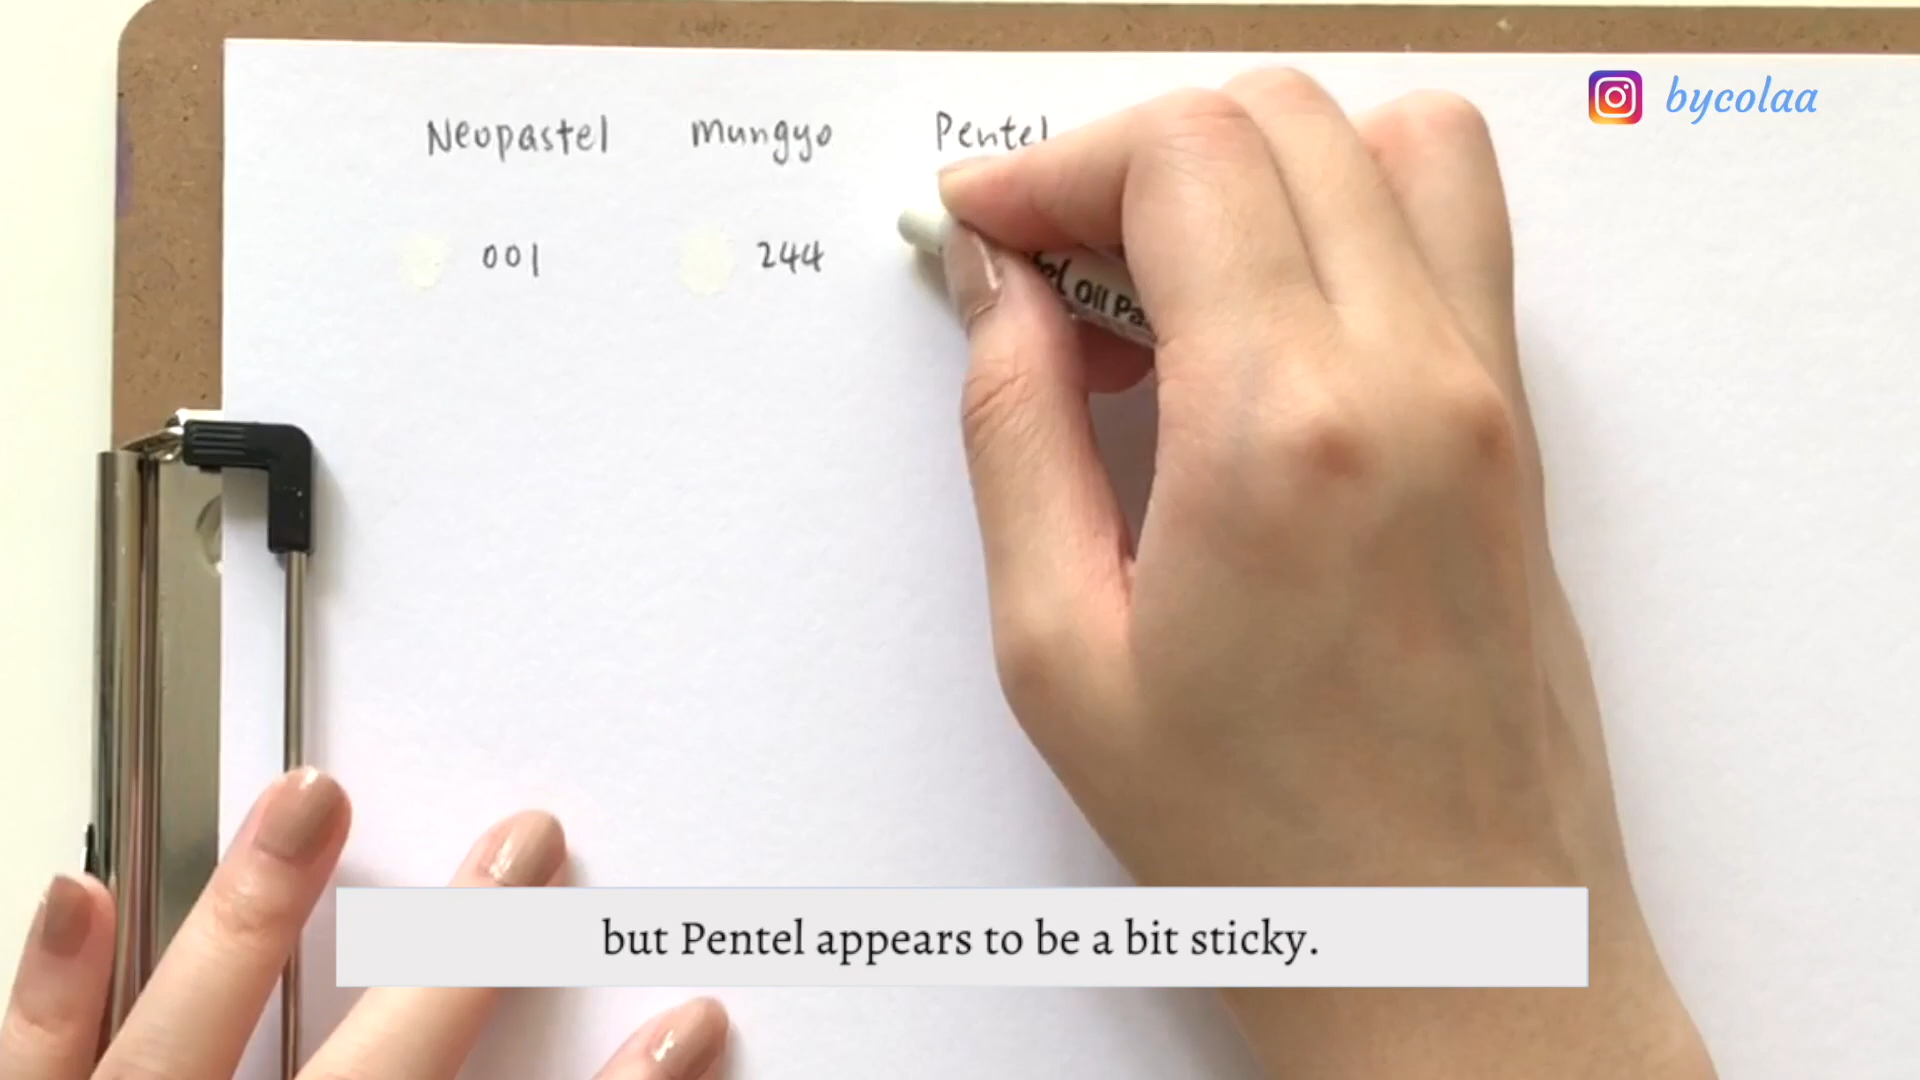 bycolaa
Neopastel mungyo Pentel
001 244
Oil Pa
but Pentel appears to be a bit sticky.